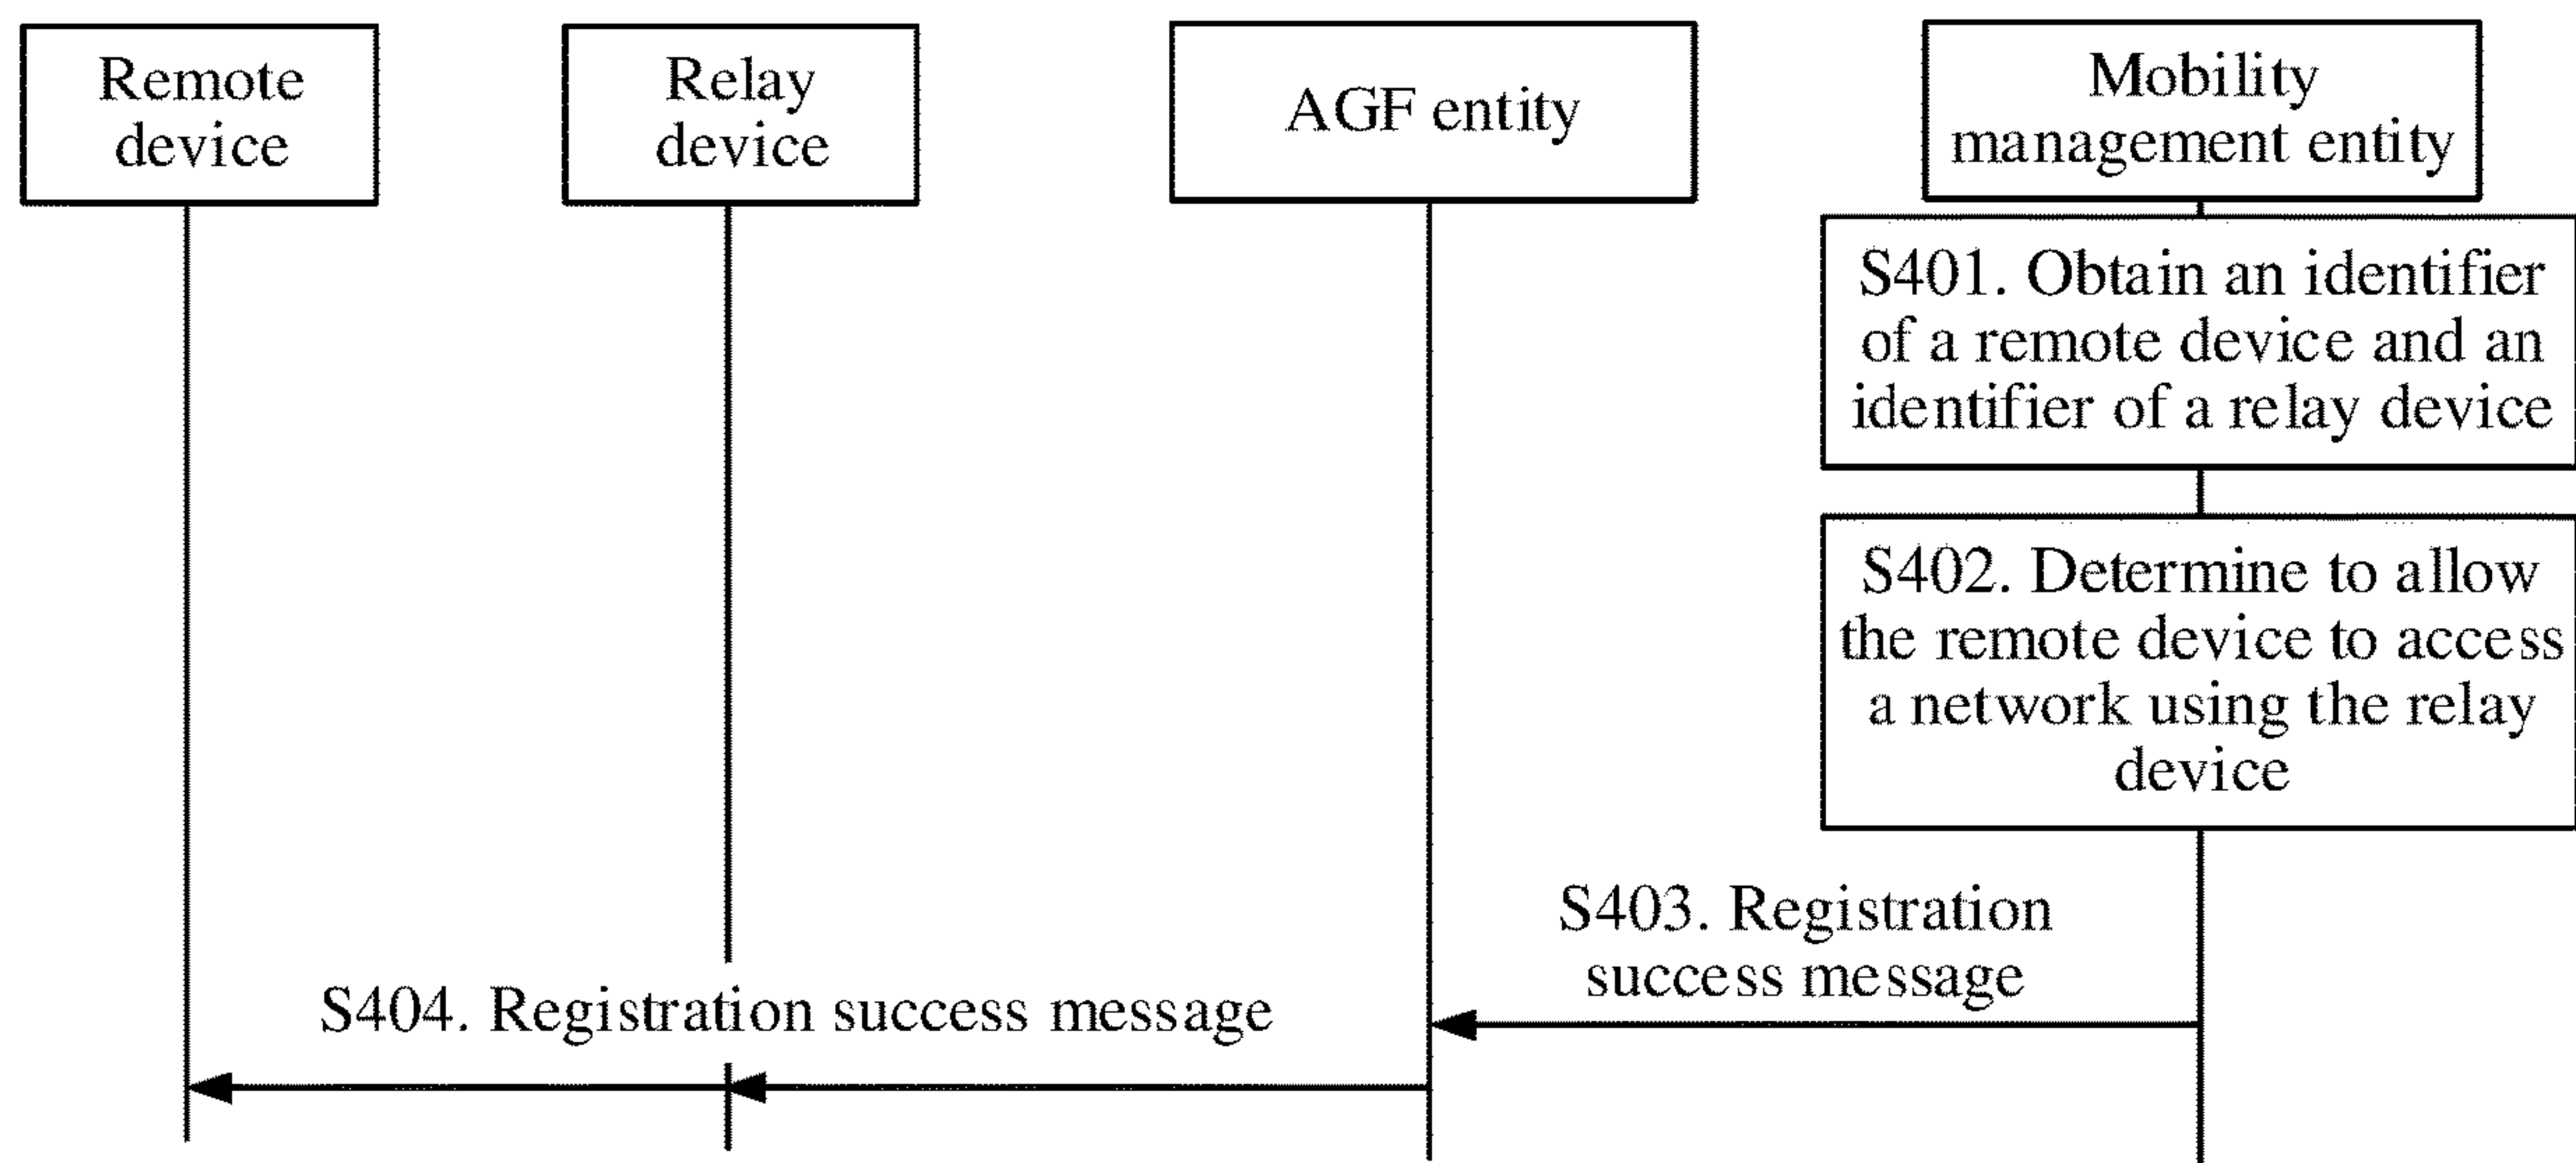 Remote
device
Relay
device
AGF entity
Mobility
management entity
S401. Obtain an identifier
of a remote device and an
identifier of a relay device
S402. Determine to allow
the remote device to access
a network using the relay
device
S403. Registration
success message
S404. Registration success message